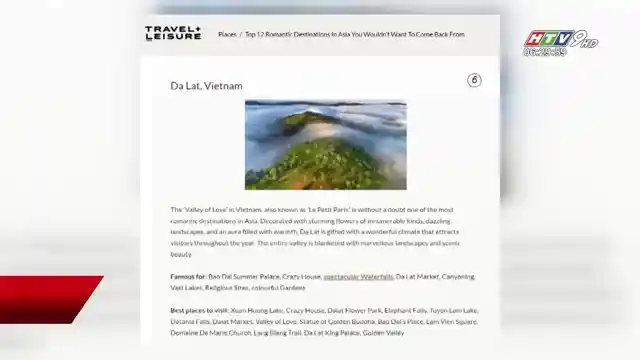 TRAVEL+
LEISURE
Places / Top 12 Romantic Destinations In Asia You Wouldn't Want To Come Back From
HTV9 HD
06:29:59
Da Lat, Vietnam
6
The 'Valley of Love' in Vietnam, also known as 'Le Petit Paris', is without a doubt one of the most
romantic destinations in Asia. Decorated with stunning flowers of innumerable kinds, dazzling
landscapes, and an aura filled with warmth, Da Lat is gifted with a wonderful climate that attracts
visitors throughout the year. The entire valley is blanketed with marvelous landscapes and scenic
beauty.
Famous for: Bao Dai Summer Palace, Crazy House, spectacular Waterfalls, Da Lat Market, Canyoning,
Vast Lakes, Religious Sites, colourful Gardens
Best places to visit: Xuan Huong Lake, Crazy House, Dalat Flower Park, Elephant Falls, Tuyen Lam Lake,
Datanla Falls, Dalat Market, Valley of Love, Statue of Golden Buddha, Bao Dai's Place, Lam Vien Square,
Domaine De Marie Church, Lang Biang Trail, Da Lat King Palace, Golden Valley